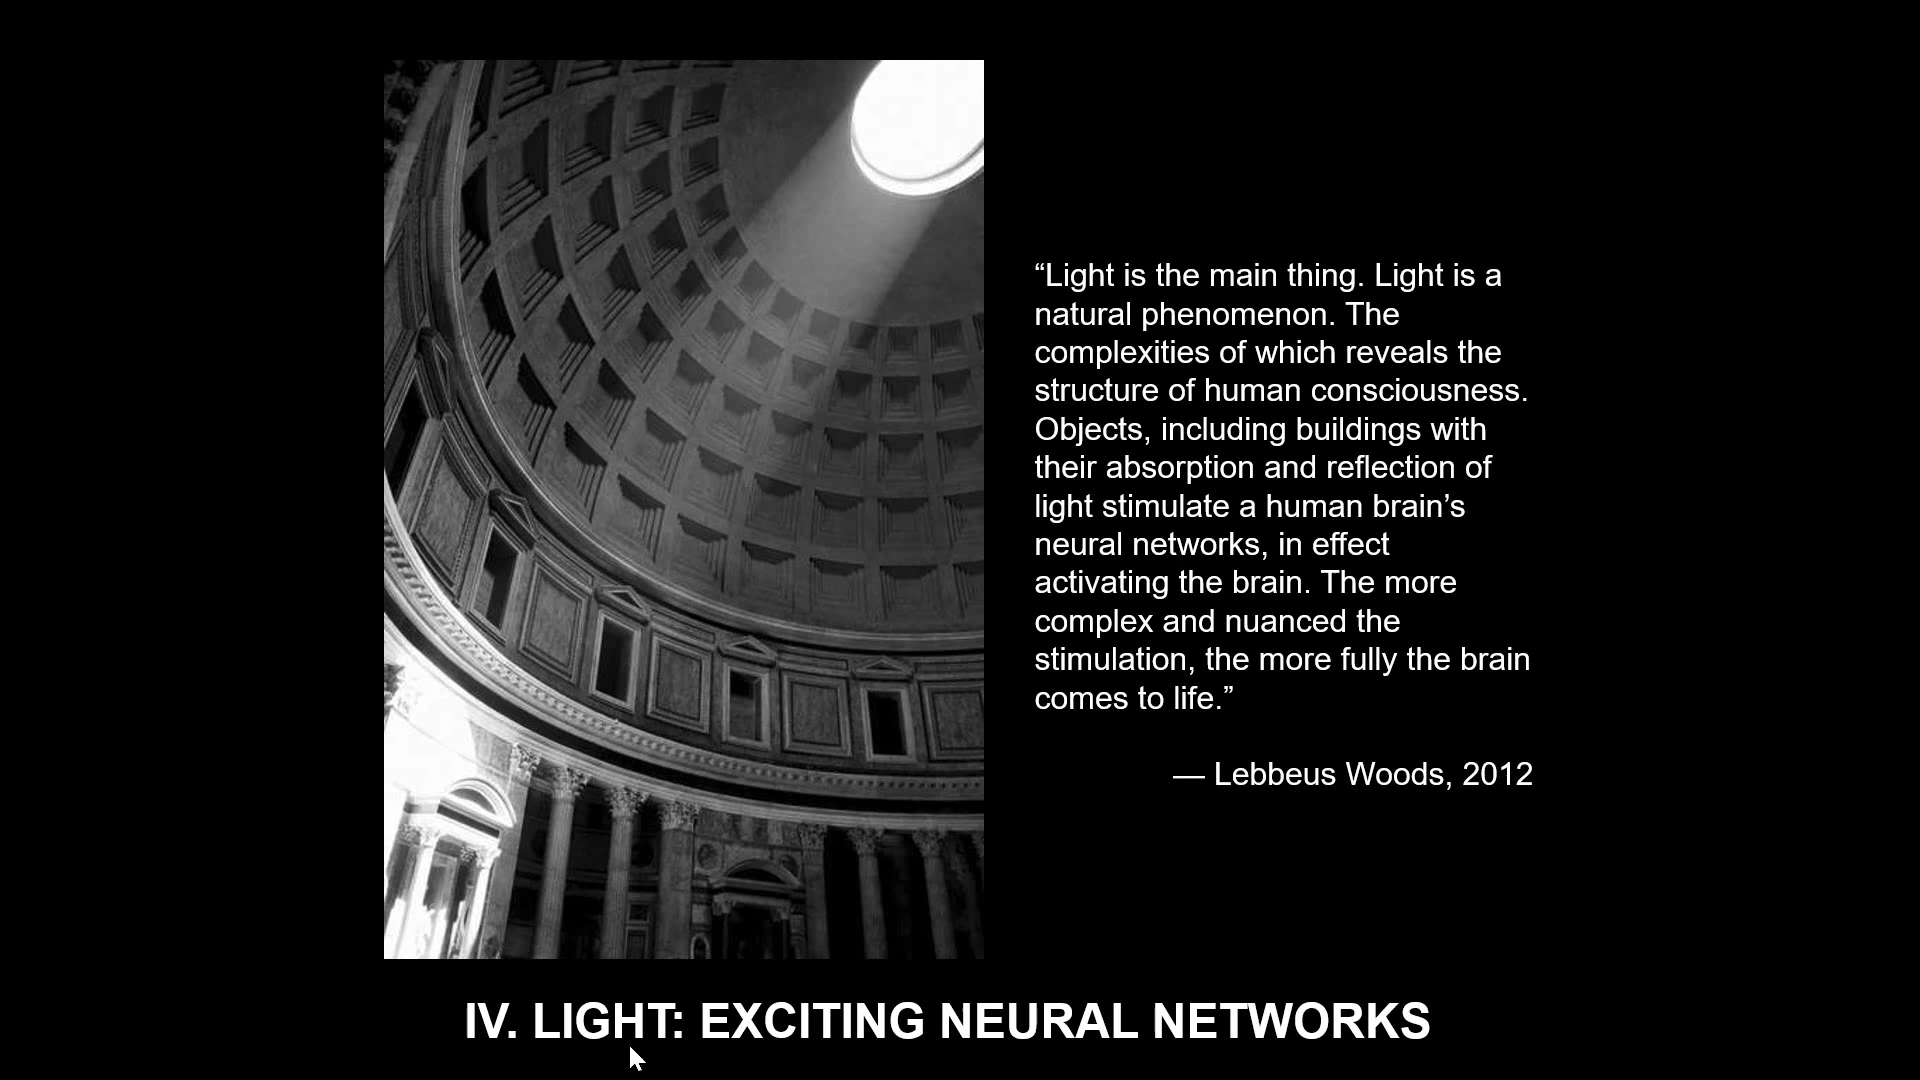 “Light is the main thing. Light is a
natural phenomenon. The
complexities of which reveals the
structure of human consciousness.
Objects, including buildings with
their absorption and reflection of
light stimulate a human brain’s
neural networks, in effect
activating the brain. The more
complex and nuanced the
stimulation, the more fully the brain
comes to life.”
— Lebbeus Woods, 2012
IV. LIGHT: EXCITING NEURAL NETWORKS